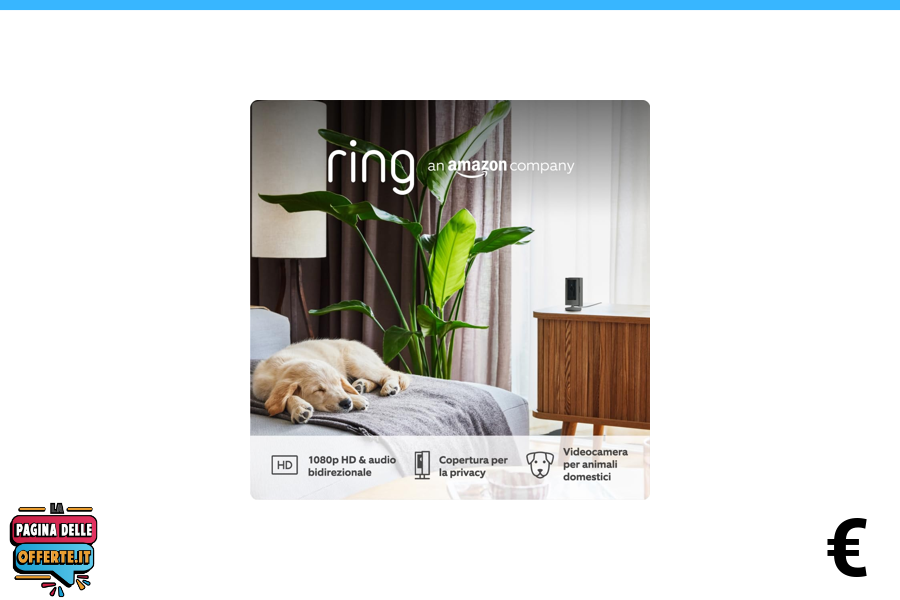 ring an amazon company
HD
1080p HD & audio
bidirezionale
Copertura per
la privacy
Videocamera
per animali
domestici
LA
PAGINA DELLE
OFFERTE.IT
€